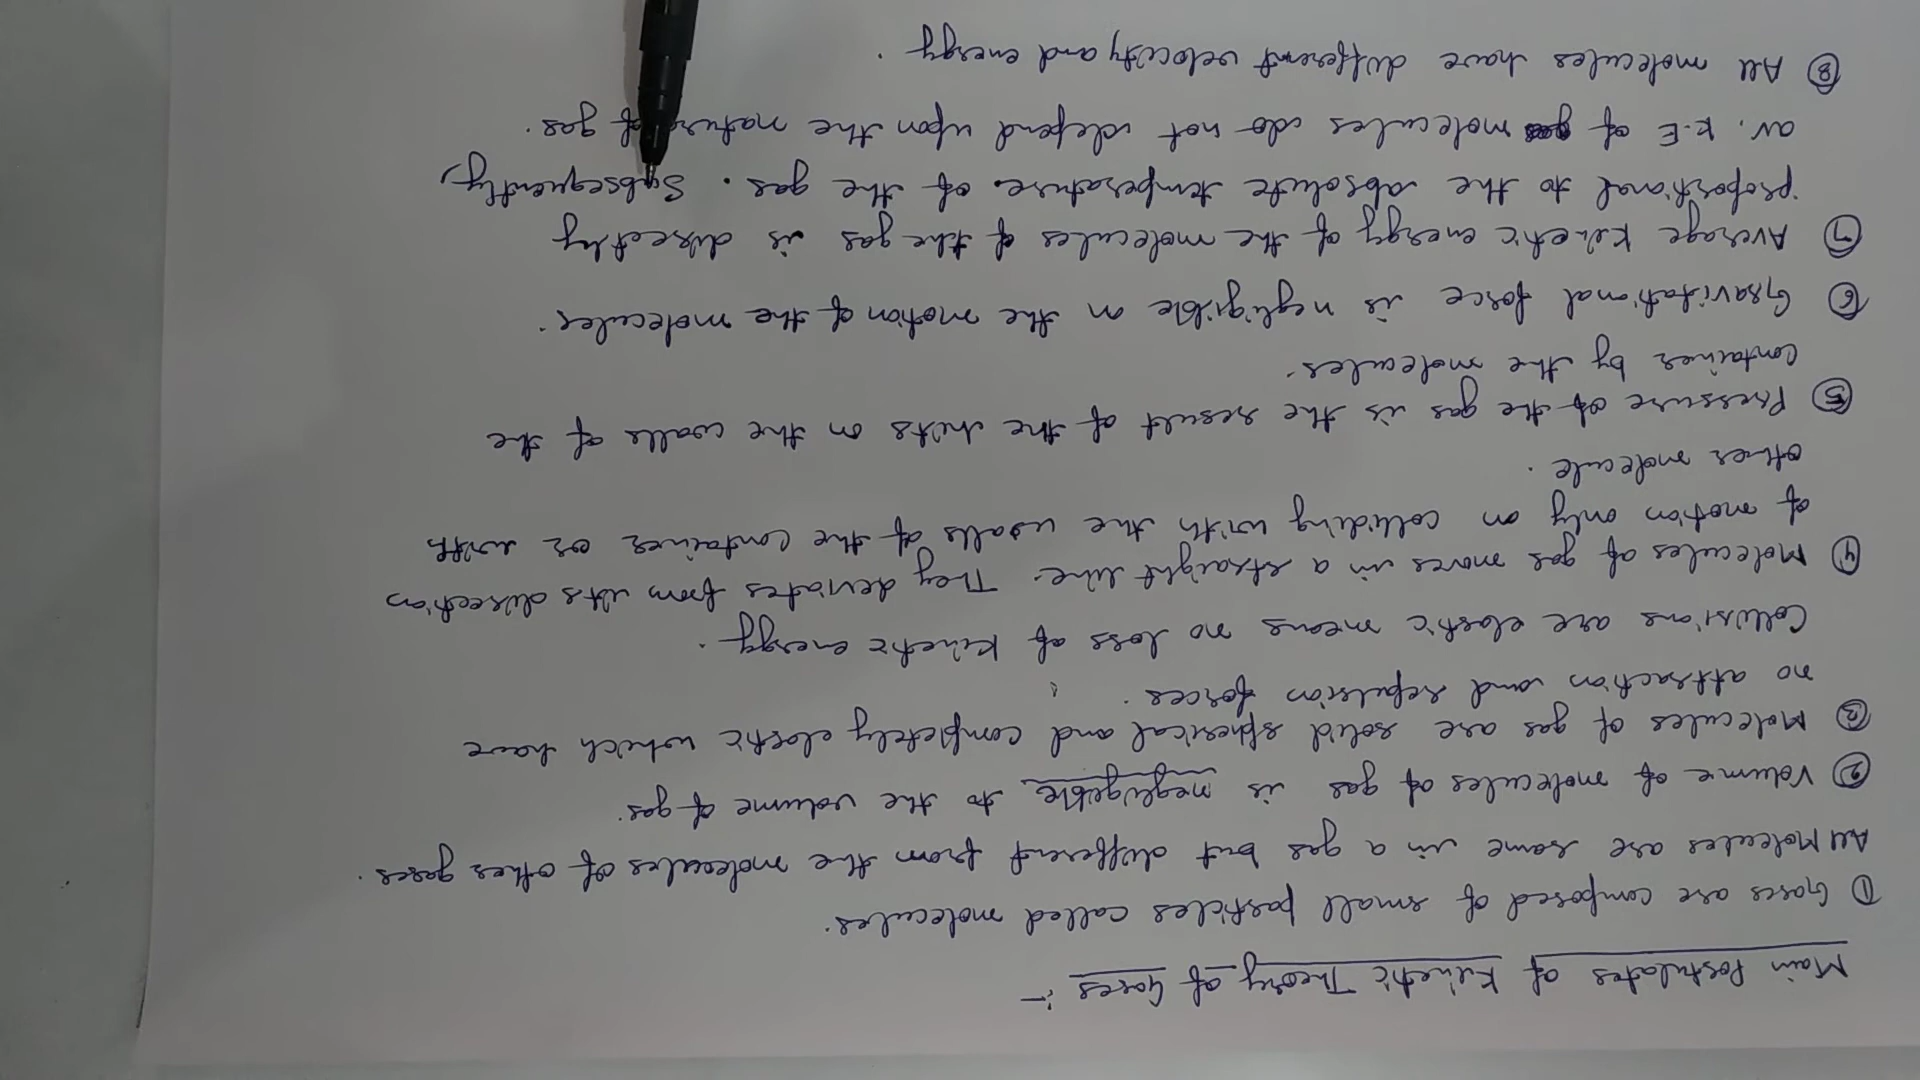 Main Postulates of Kinetic Theory of Gases :-
① Gases are composed of small particles called molecules.
All Molecules are same in a gas but different from the molecules of other gases.
② Volume of molecules of gas is negligible to the volume of gas.
③ Molecules of gas are solid spherical and completely elastic which have
no attraction and repulsion forces.
Collisions are elastic means no loss of kinetic energy.
④ Molecules of gas moves in a straight line. They deviates from its direction
of motion only on colliding with the walls of the container or with
other molecule.
⑤ Pressure of the gas is the result of the hits on the walls of the
container by the molecules.
⑥ Gravitational force is negligible on the motion of the molecules.
⑦ Average kinetic energy of the molecules of the gas is directly
proportional to the absolute temperature of the gas. Subsequently,
av. K.E of molecules do not depend upon the nature of gas.
⑧ All molecules have different velocity and energy.